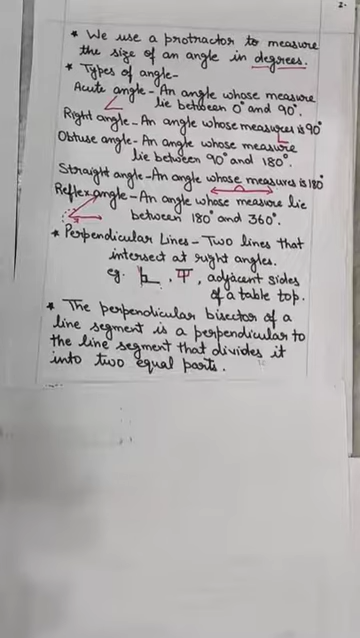 * We use a protractor to measure
the size of an angle in degrees.
* Types of angle-
Acute angle - An angle whose measure
lie between 0° and 90°.
Right angle - An angle whose measures is 90°
Obtuse angle - An angle whose measure
lie between 90° and 180°.
Straight angle - An angle whose measures is 180°
Reflex angle - An angle whose measure lie
between 180° and 360°.
* Perpendicular Lines - Two lines that
intersect at right angles.
eg. , , adjacent sides
of a table top.
* The perpendicular bisector of a
line segment is a perpendicular to
the line segment that divides it
into two equal parts.